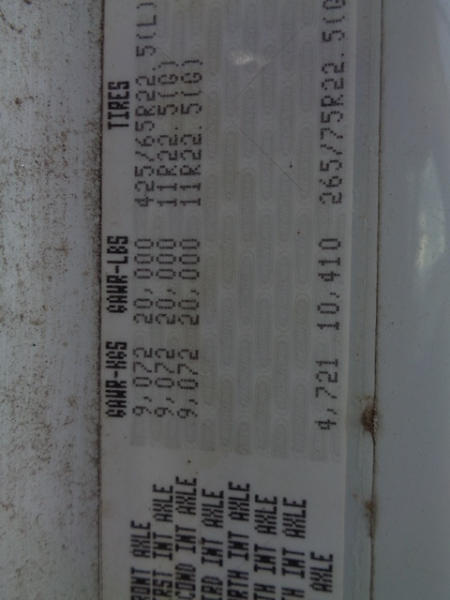 GAWR-KGS GAWR-LBS TIRES
FRONT AXLE 9,072 20,000 425/65R22.5(L)
RST INT AXLE 9,072 20,000 11R22.5(G)
COND INT AXLE 9,072 20,000 11R22.5(G)
IRD INT AXLE
RTH INT AXLE
TH INT AXLE
TH INT AXLE
AXLE 4,721 10,410 265/75R22.5(G